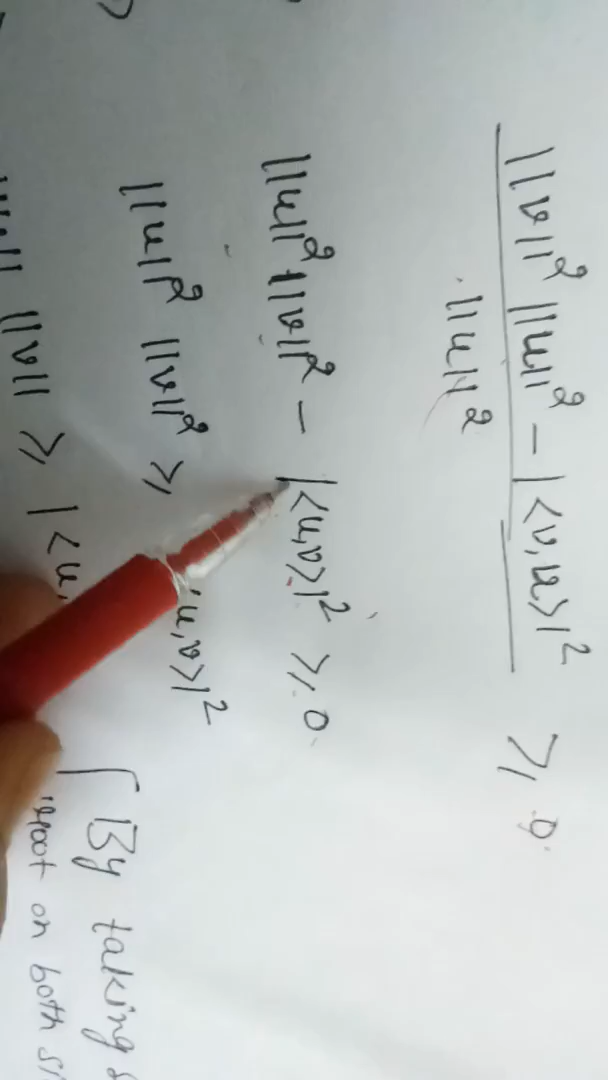 ||v||² ||u||² - |<v,u>|²
||u||²
⩾ 0
||u||² ||v||² - |<u,v>|² ⩾ 0
||u||² ||v||² ⩾ u,v>|²
||v|| ⩾ |<u,
[By taking
root on both